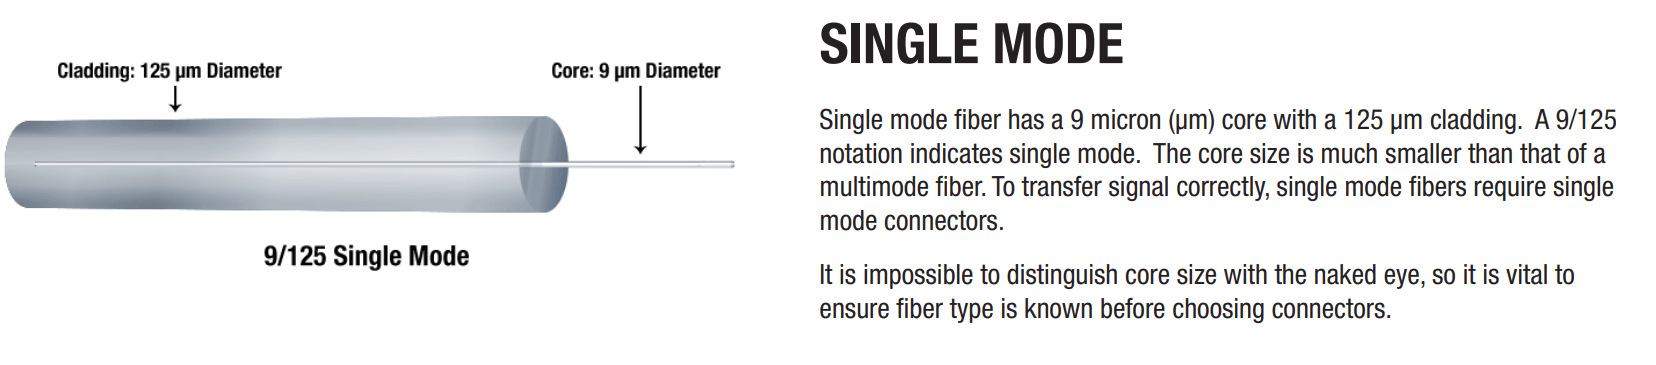 Cladding: 125 µm Diameter
Core: 9 µm Diameter
9/125 Single Mode
SINGLE MODE
Single mode fiber has a 9 micron (µm) core with a 125 µm cladding.  A 9/125
notation indicates single mode.  The core size is much smaller than that of a
multimode fiber. To transfer signal correctly, single mode fibers require single
mode connectors.
It is impossible to distinguish core size with the naked eye, so it is vital to
ensure fiber type is known before choosing connectors.